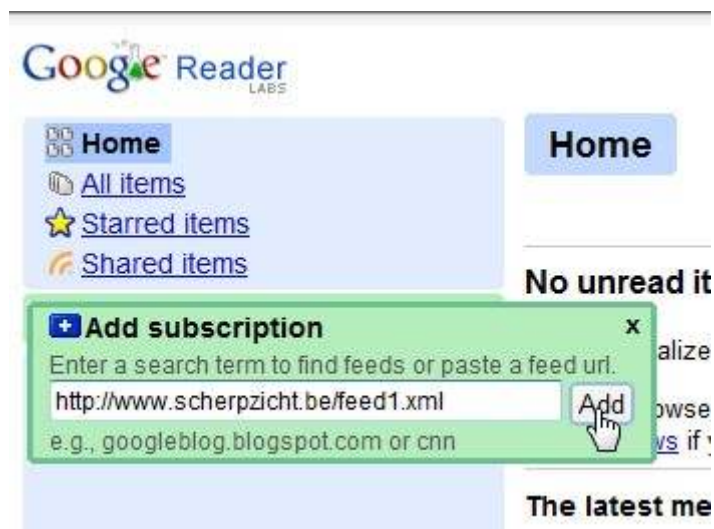 Google Reader
LABS
Home
All items
Starred items
Shared items
Add subscription x
Enter a search term to find feeds or paste a feed url.
http://www.scherpzicht.be/feed1.xml Add
e.g., googleblog.blogspot.com or cnn
Home
No unread it
alize
owse
ws if y
The latest me